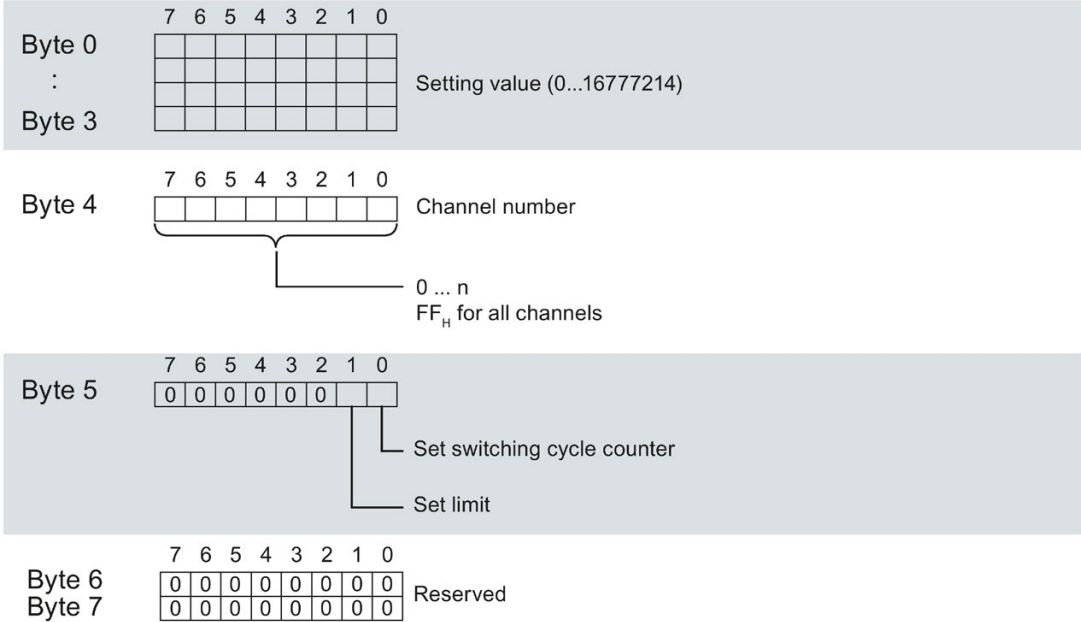 7 6 5 4 3 2 1 0
Byte 0
:
Setting value (0...16777214)
Byte 3
7 6 5 4 3 2 1 0
Byte 4
Channel number
0 ... n
FFH for all channels
7 6 5 4 3 2 1 0
Byte 5
0 0 0 0 0 0
Set switching cycle counter
Set limit
7 6 5 4 3 2 1 0
Byte 6
0 0 0 0 0 0 0 0
Reserved
Byte 7
0 0 0 0 0 0 0 0